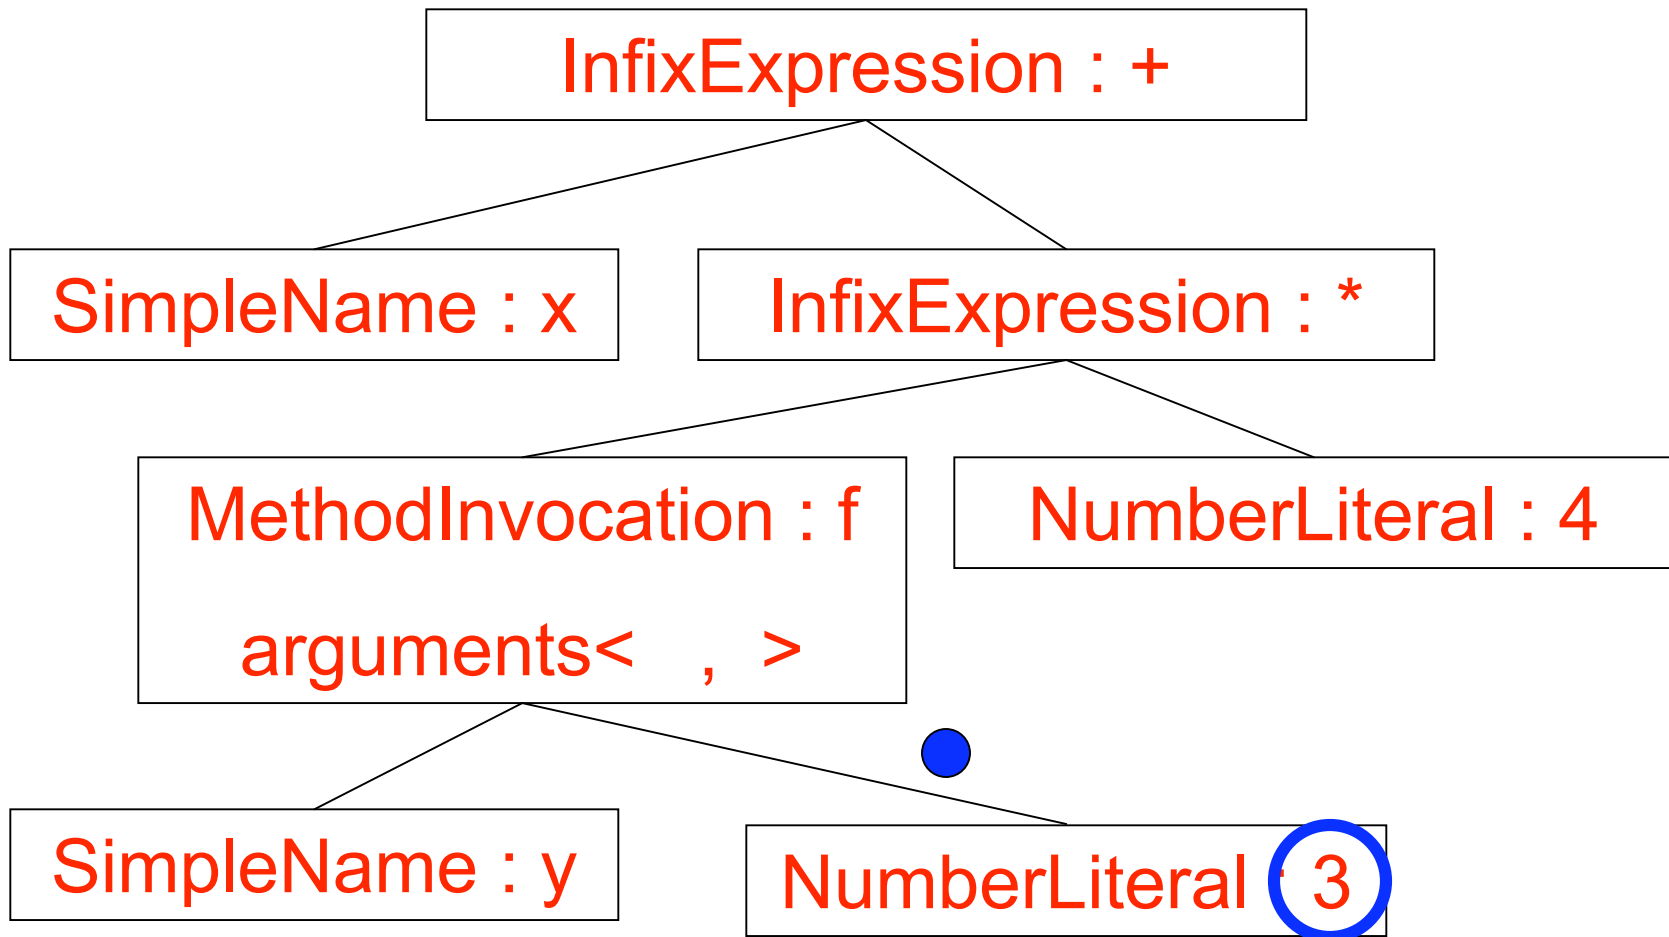 InfixExpression : +
SimpleName : x
InfixExpression : *
MethodInvocation : f
arguments<   ,  >
NumberLiteral : 4
SimpleName : y
NumberLiteral : 3